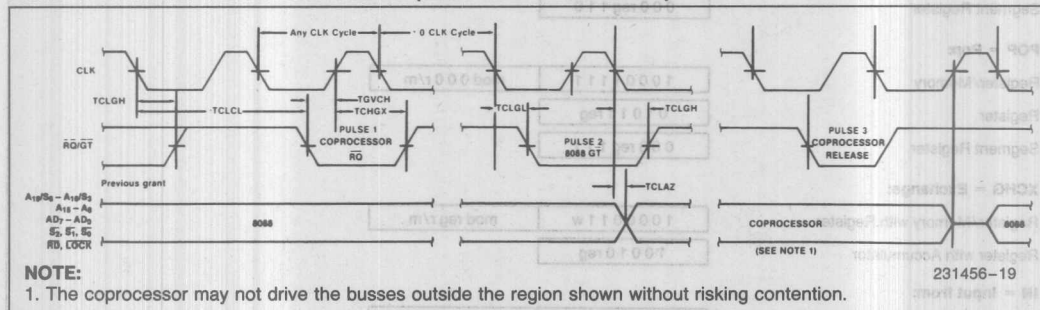 Any CLK Cycle
0 CLK Cycle
CLK
TCLGH
TCLCL
TGVCH
TCHGX
TCLGL
TCLGH
RQ/GT
PULSE 1
COPROCESSOR
RQ
PULSE 2
8088 GT
PULSE 3
COPROCESSOR
RELEASE
Previous grant
TCLAZ
A19/S6 – A16/S3
A15 – A8
AD7 – AD0
S2, S1, S0
RD, LOCK
8088
COPROCESSOR
(SEE NOTE 1)
8088
NOTE:
231456–19
1. The coprocessor may not drive the busses outside the region shown without risking contention.